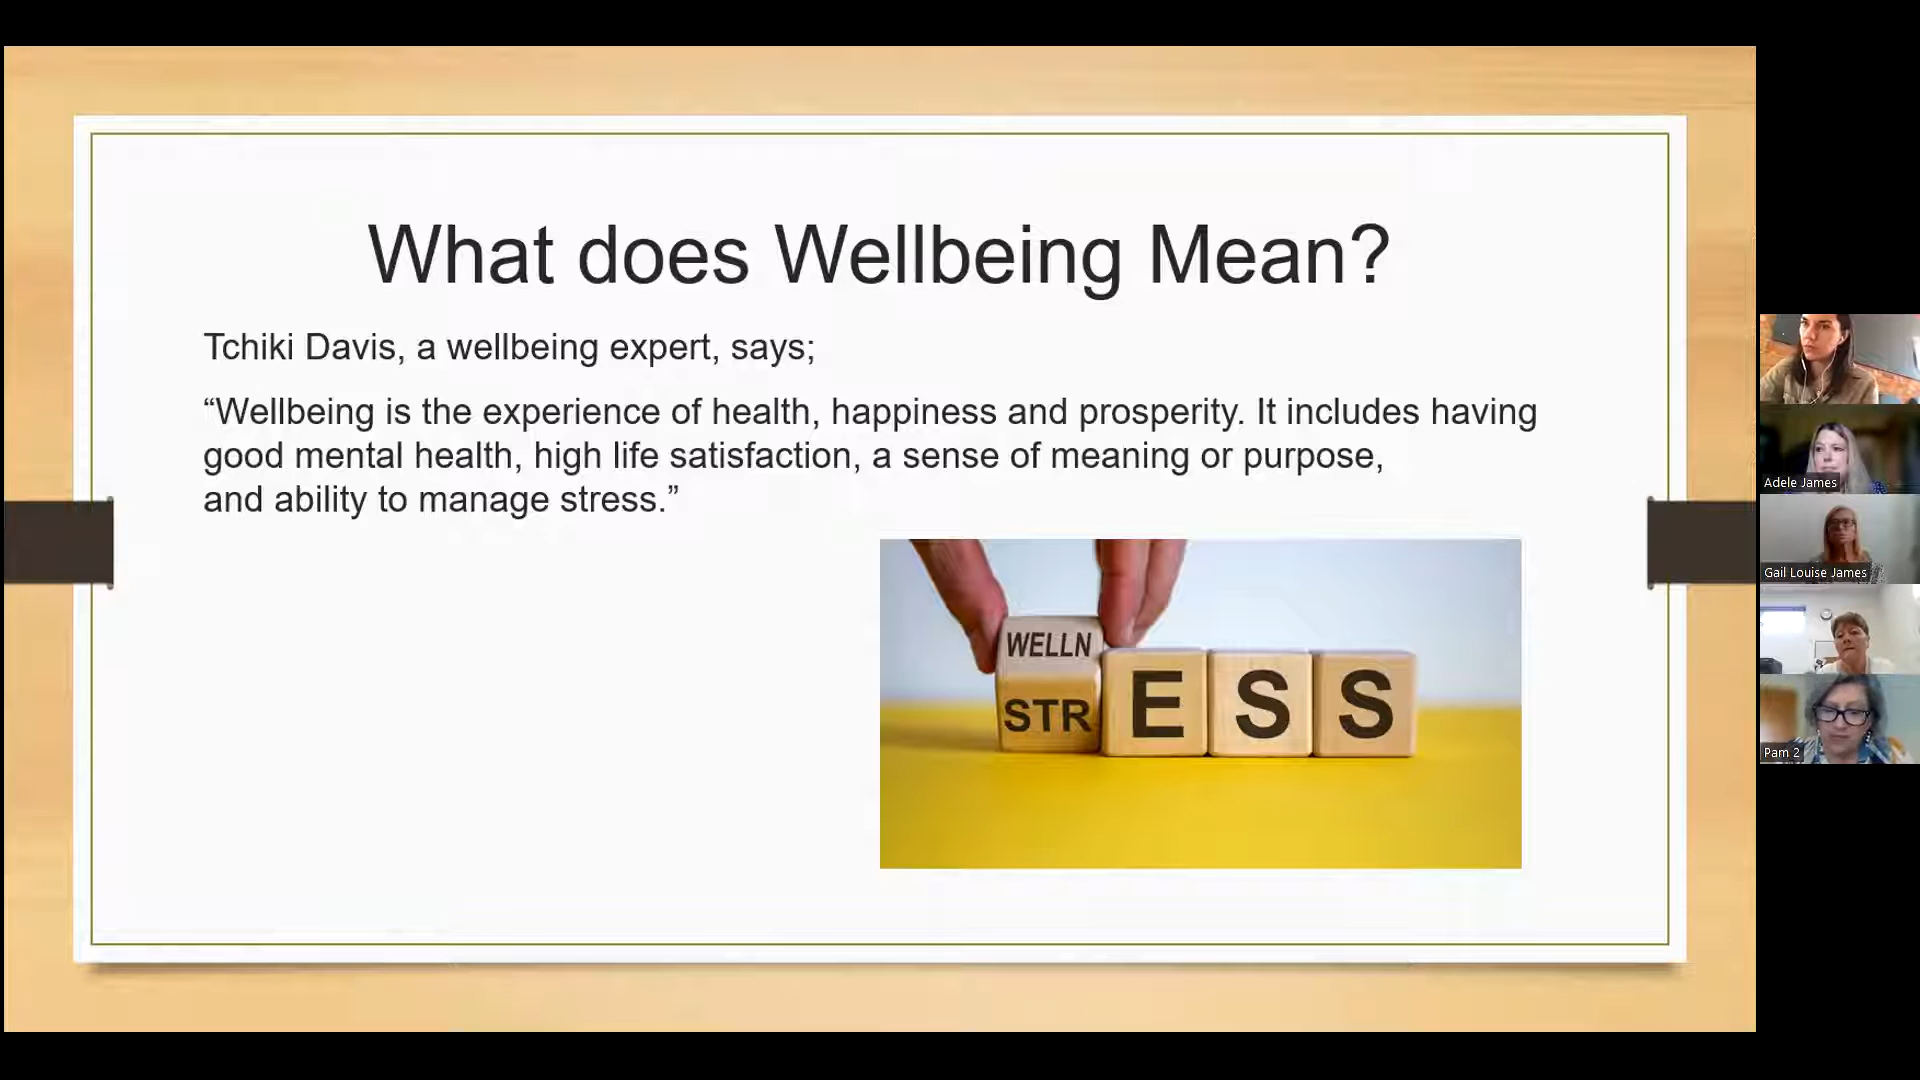 What does Wellbeing Mean?
Tchiki Davis, a wellbeing expert, says;
“Wellbeing is the experience of health, happiness and prosperity. It includes having
good mental health, high life satisfaction, a sense of meaning or purpose,
and ability to manage stress.”
WELLN
STR E S S
Adele James
Gail Louise James
Pam 2